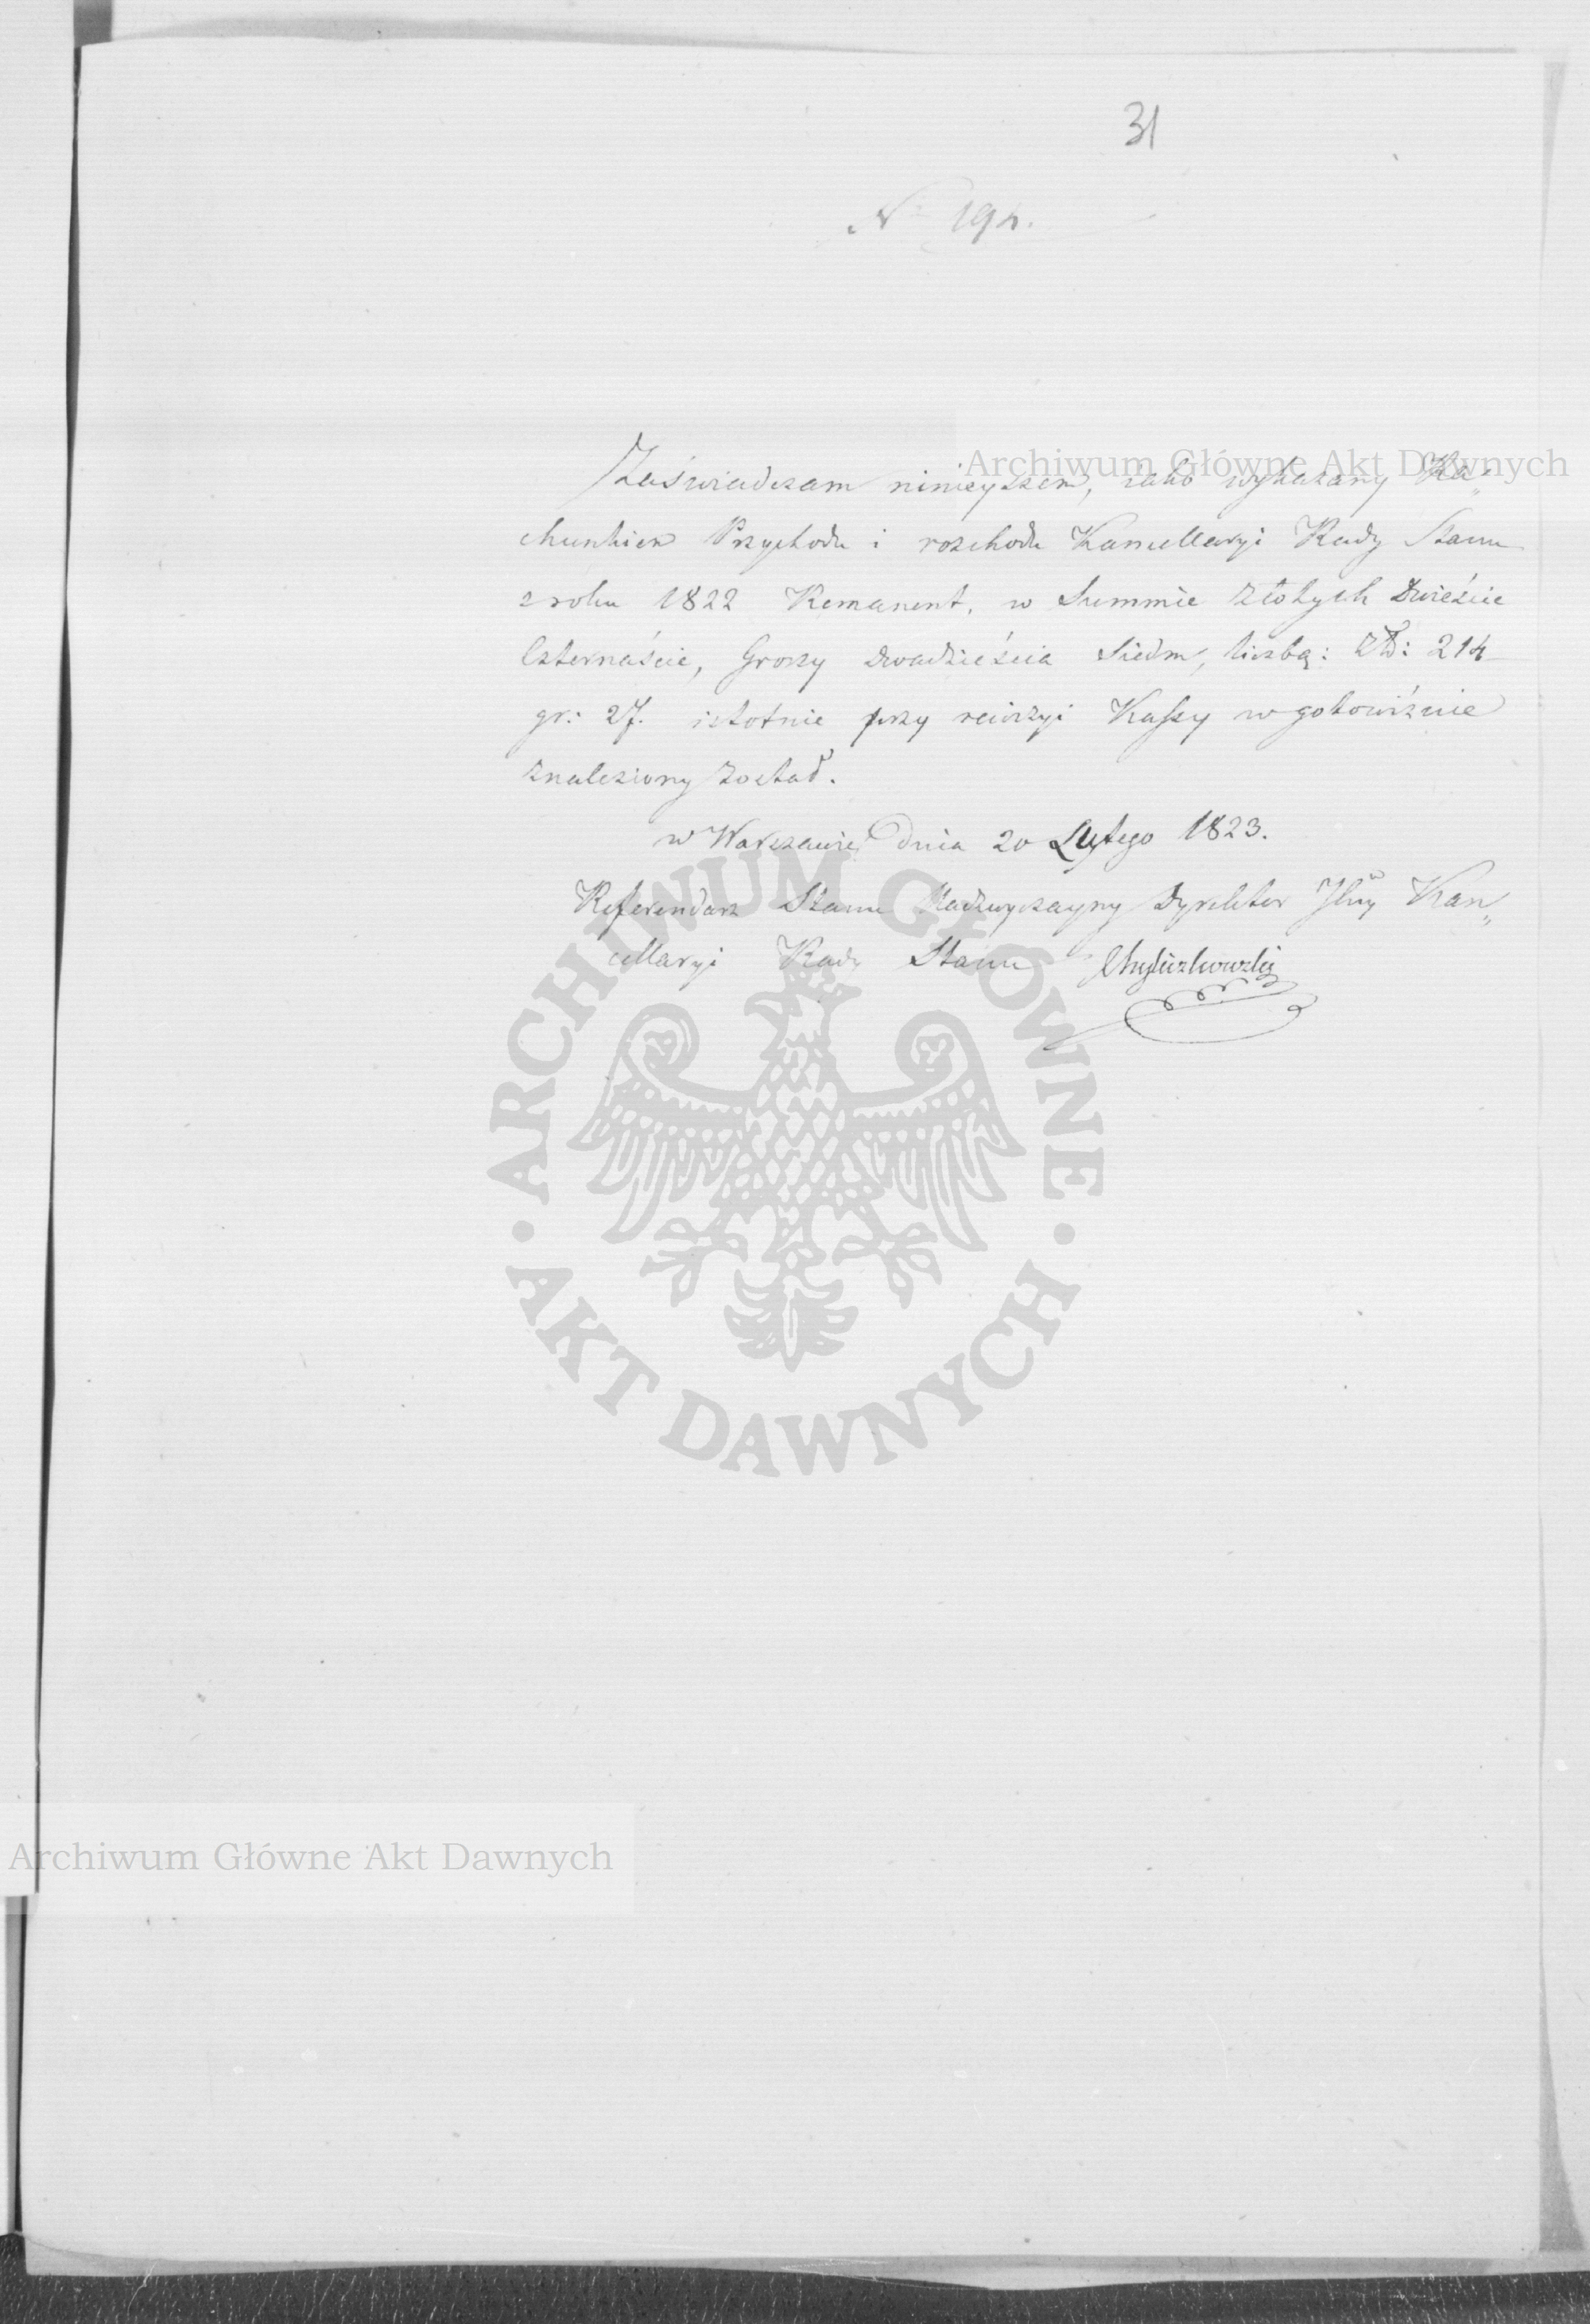 31
No 194.
Archiwum Główne Akt Dawnych
Zaświadczam ninieyszem, iako wykazany Ra„
chunkiem Przychodu i rozchodu Kancellaryi Rady Stanu
z roku 1822 Remanent, w Summie złotych Dwieście
Czternaście, Groszy dwadzieścia Siedm, liczbą: Zł: 214
gr: 27. istotnie przy rewizyi Kassy w gotowiźnie
znaleziony został.
w Warszawie dnia 20 Lutego 1823.
Referendarz Stanu Nadzwyczayny Dyrektor Kan„
cellaryi Rady Stanu
ARCHIWUM GŁÓWNE
AKT DAWNYCH
Archiwum Główne Akt Dawnych